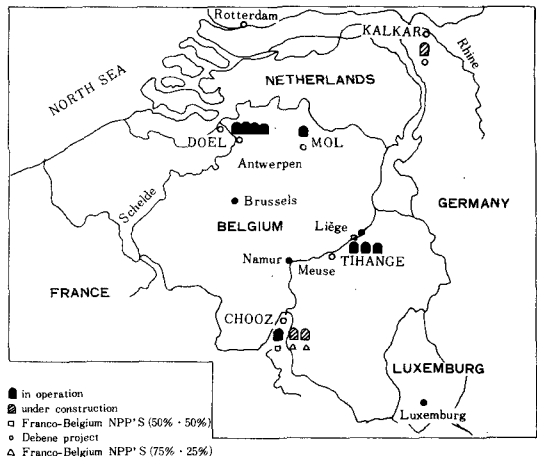 Rotterdam
KALKAR
Rhine
NORTH SEA
NETHERLANDS
DOEL
MOL
Antwerpen
Schelde
Brussels
BELGIUM
GERMANY
Liège
Namur
Meuse
TIHANGE
FRANCE
CHOOZ
LUXEMBURG
Luxemburg
in operation
under construction
Franco-Belgium NPP'S (50% · 50%)
Debene project
Franco-Belgium NPP'S (75% · 25%)